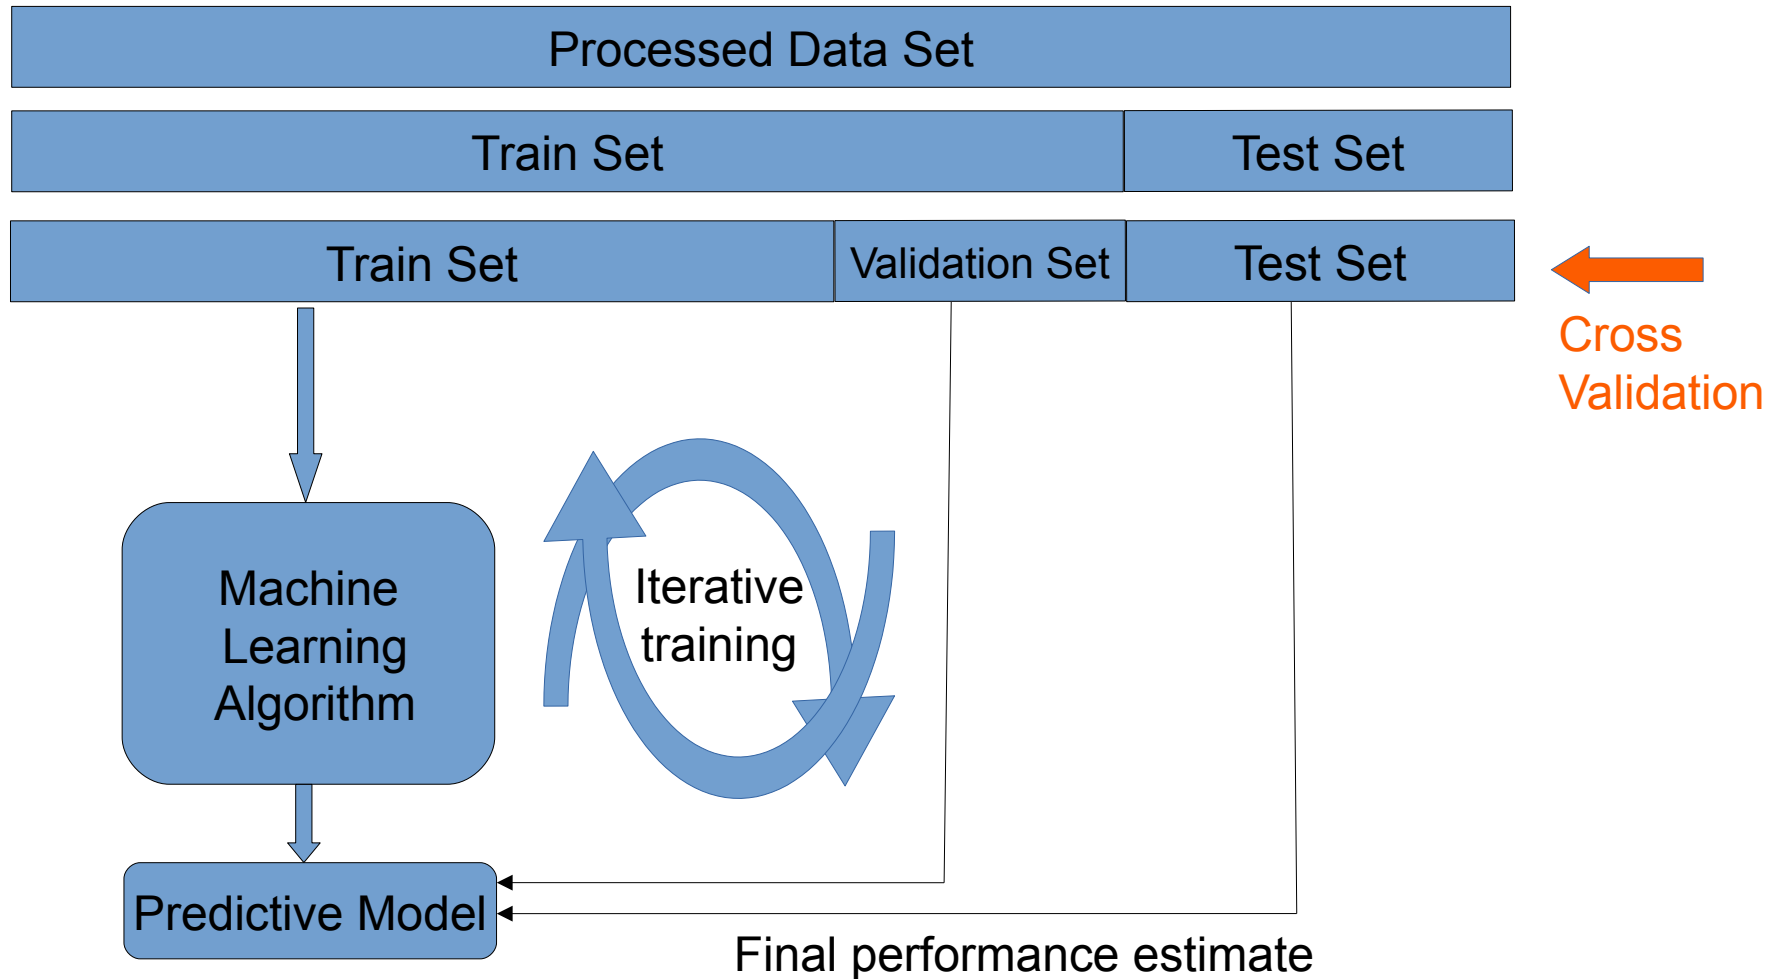 Processed Data Set
Train Set
Test Set
Train Set
Validation Set
Test Set
Cross
Validation
Machine
Learning
Algorithm
Iterative
training
Predictive Model
Final performance estimate